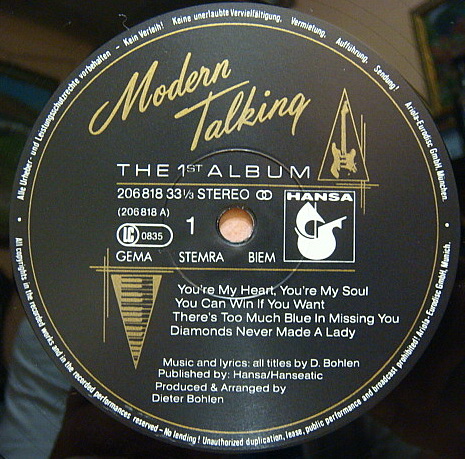 Alle Urheber- und Leistungsschutzrechte vorbehalten – Kein Verleih! Keine unerlaubte Vervielfältigung, Vermietung, Aufführung, Sendung!
Ariola-Eurodisc GmbH, München.
Modern
Talking
THE 1ST ALBUM
206 818 33 1/3 STEREO
(206 818 A)
LC 0835
1
HANSA
GEMA STEMRA BIEM
You're My Heart, You're My Soul
You Can Win If You Want
There's Too Much Blue In Missing You
Diamonds Never Made A Lady
Music and lyrics: all titles by D. Bohlen
Published by: Hansa/Hanseatic
Produced & Arranged by
Dieter Bohlen
All copyrights in the recorded works and in the recorded performances reserved – No lending! Unauthorized duplication, lease, public performance and broadcast prohibited! Ariola-Eurodisc GmbH, Munich.